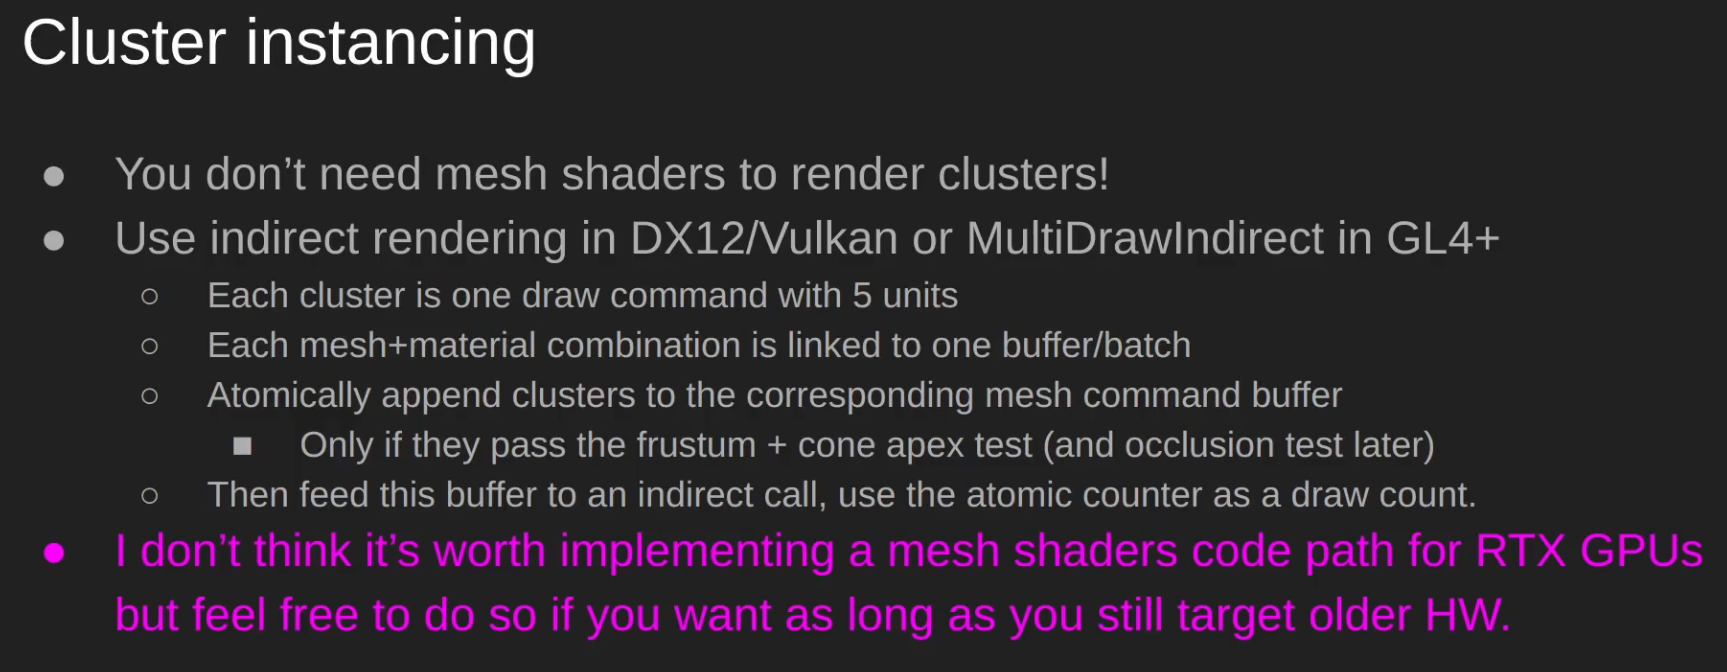 Cluster instancing
● You don’t need mesh shaders to render clusters!
● Use indirect rendering in DX12/Vulkan or MultiDrawIndirect in GL4+
○ Each cluster is one draw command with 5 units
○ Each mesh+material combination is linked to one buffer/batch
○ Atomically append clusters to the corresponding mesh command buffer
■ Only if they pass the frustum + cone apex test (and occlusion test later)
○ Then feed this buffer to an indirect call, use the atomic counter as a draw count.
● I don’t think it’s worth implementing a mesh shaders code path for RTX GPUs
but feel free to do so if you want as long as you still target older HW.